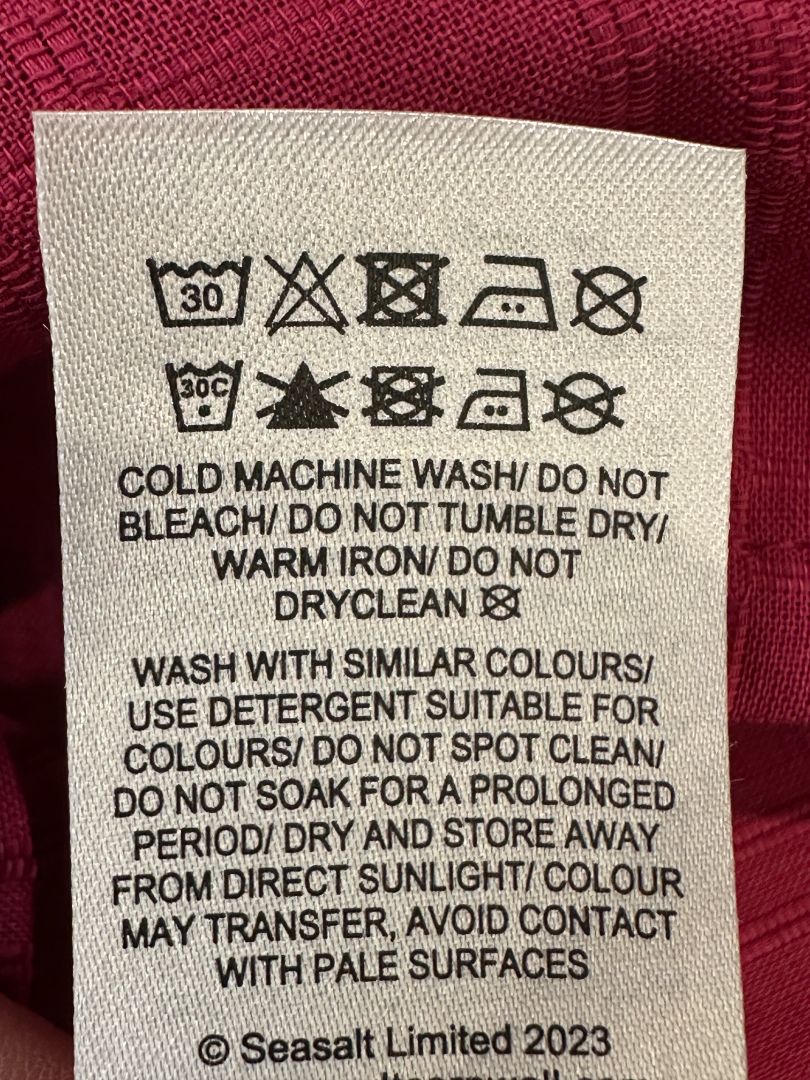 30
30C
COLD MACHINE WASH/ DO NOT
BLEACH/ DO NOT TUMBLE DRY/
WARM IRON/ DO NOT
DRYCLEAN
WASH WITH SIMILAR COLOURS/
USE DETERGENT SUITABLE FOR
COLOURS/ DO NOT SPOT CLEAN/
DO NOT SOAK FOR A PROLONGED
PERIOD/ DRY AND STORE AWAY
FROM DIRECT SUNLIGHT/ COLOUR
MAY TRANSFER, AVOID CONTACT
WITH PALE SURFACES
© Seasalt Limited 2023